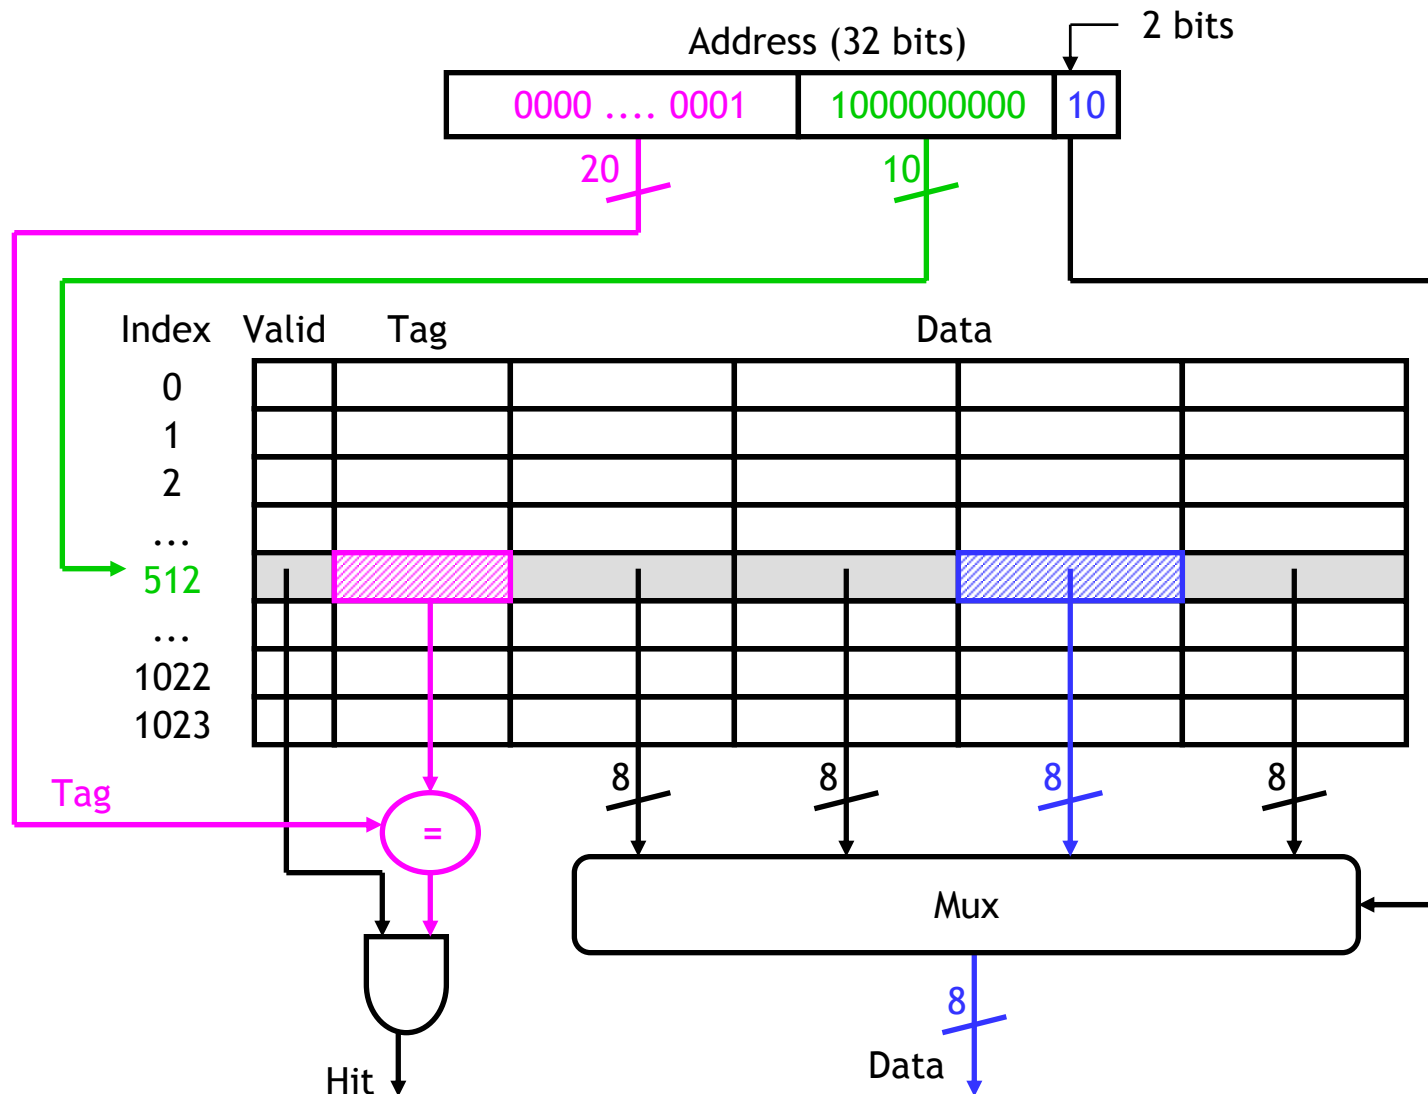 2 bits
Address (32 bits)
0000 .... 0001 1000000000 10
20 10
Index Valid Tag Data
0
1
2
...
512
...
1022
1023
8 8 8 8
Tag
=
Mux
8
Data
Hit